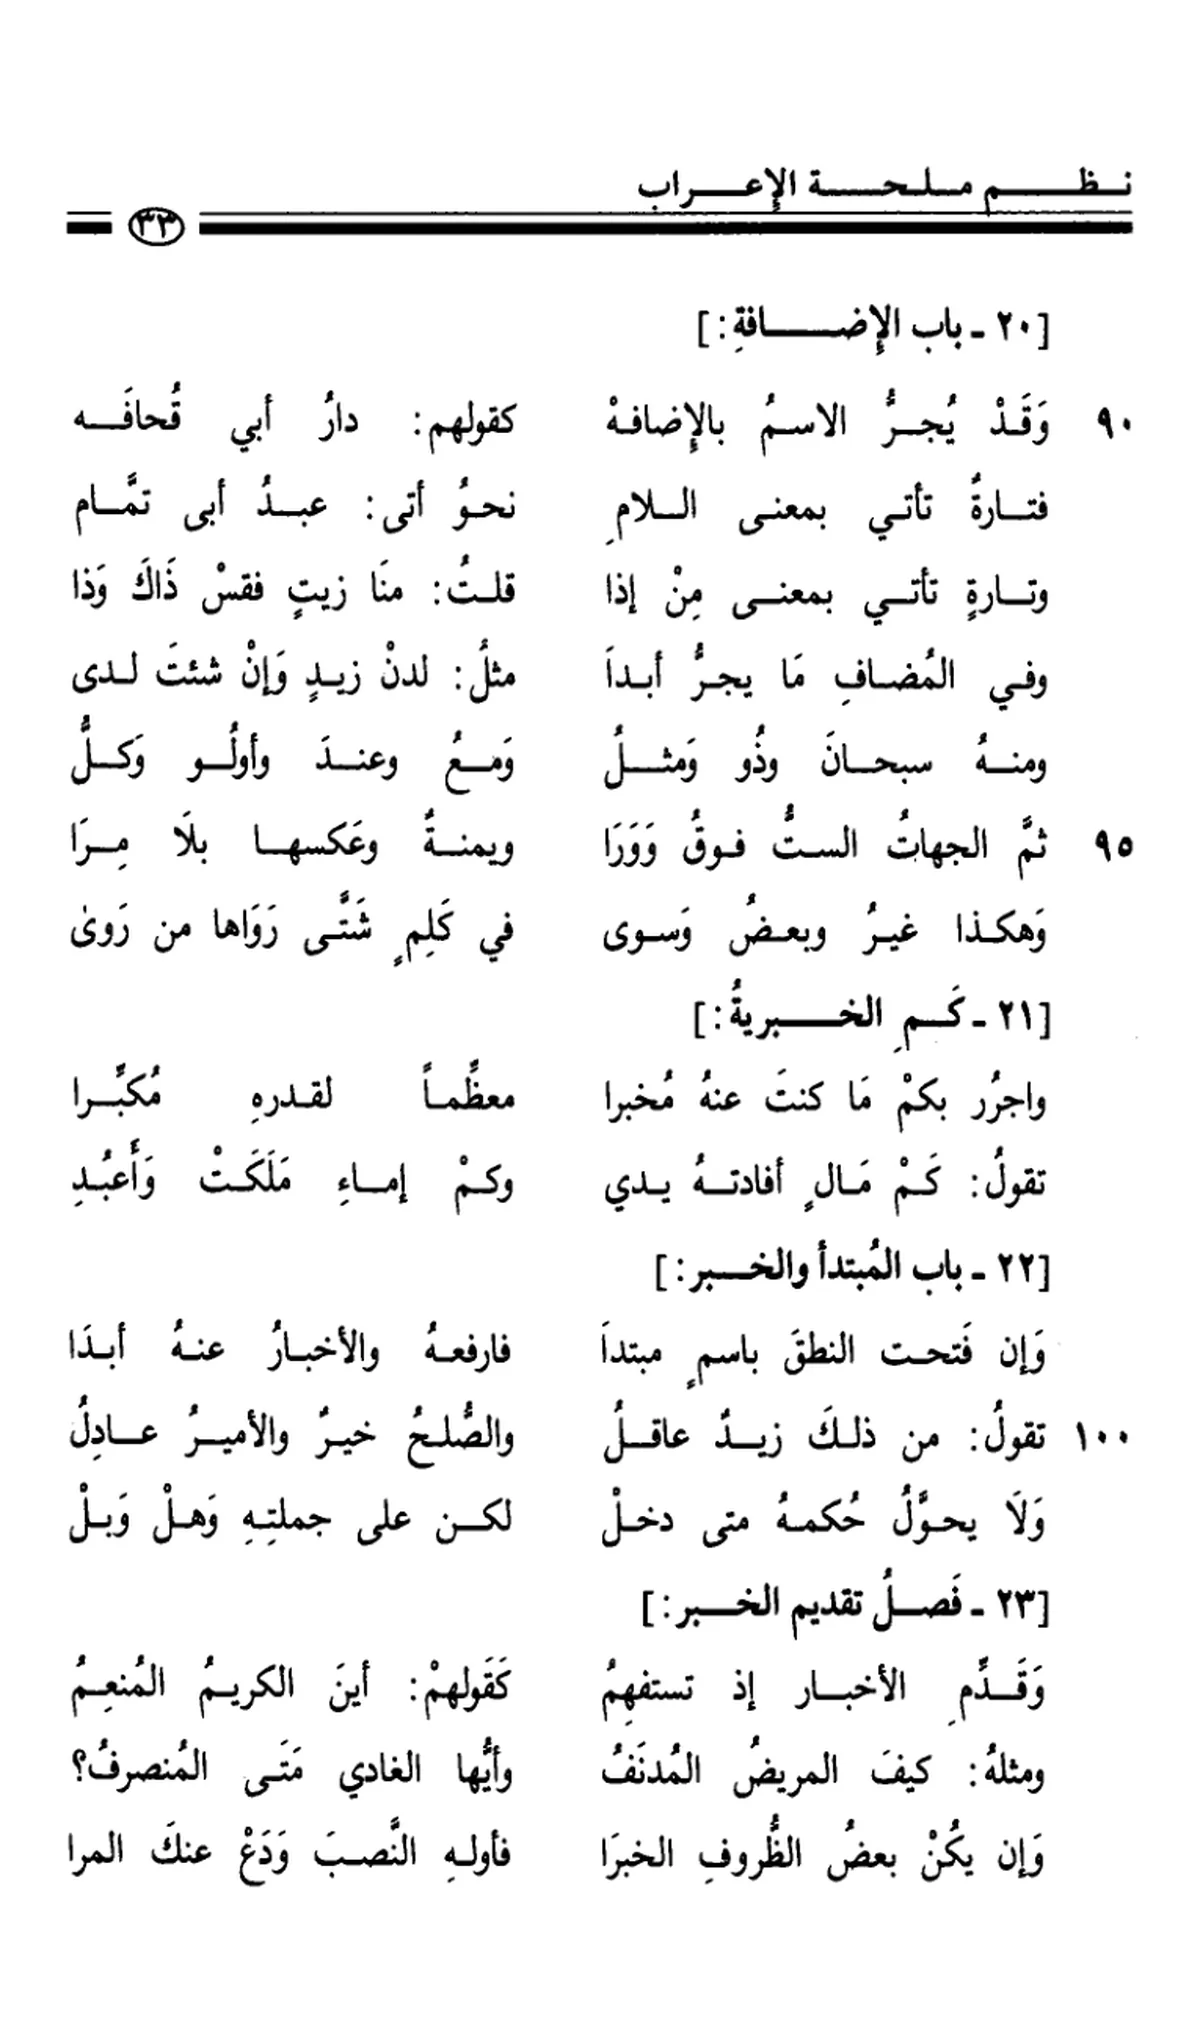 نظم ملحة الإعراب
٣٣
[٢٠ ـ باب الإضافةِ:]
٩٠ وَقَدْ يُجرُّ الاسمُ بالإضافهْ كقولهم: دارُ أبي قُحافَه
فتارةً تأتي بمعنى اللامِ نحوُ أتى: عبدُ أبى تمَّام
وتارةٍ تأتي بمعنى مِنْ إذا قلتُ: منَا زيتٍ فقسْ ذَاكَ وَذا
وفي المُضافِ مَا يجرُّ أبداَ مثلُ: لدنْ زيدٍ وَإنْ شئتَ لدى
ومنهُ سبحانَ وذُو وَمثلُ وَمعُ وعندَ وأولُو وَكلُّ
٩٥ ثمَّ الجهاتُ الستُّ فوقُ وَوَرَا ويمنةٌ وعَكسها بلَا مِرَا
وَهكذا غيرُ وبعضُ وَسوى في كَلِمٍ شَتَّى رَوَاها من رَوىٰ
[٢١ ـ كَمِ الخبريةُ:]
واجرُر بكمْ مَا كنتَ عنهُ مُخبرا معظِّماً لقدرهِ مُكبِّرا
تقولُ: كَمْ مَالٍ أفادتهُ يدي وكمْ إماءِ مَلَكَتْ وَأَعبُدِ
[٢٢ ـ باب المُبتدأ والخبر:]
وَإن فَتحت النطقَ باسمٍ مبتداَ فارفعهُ والأخبارُ عنهُ أبدَا
١٠٠ تقولُ: من ذلكَ زيدٌ عاقلُ والصُّلحُ خيرٌ والأميرُ عادِلُ
وَلَا يحوَّلُ حُكمهُ متى دخلْ لكن على جملتِهِ وَهلْ وَبلْ
[٢٣ ـ فَصلُ تقديم الخبر:]
وَقَدِّمِ الأخبار إذ تستفهِمُ كَقَولهمْ: أينَ الكريمُ المُنعِمُ
ومثلهُ: كيفَ المريضُ المُدنَفُ وأيُّها الغادي مَتَى المُنصرفُ؟
وَإن يكُنْ بعضُ الظُّروفِ الخبرَا فأولهِ النَّصبَ وَدَعْ عنكَ المرا